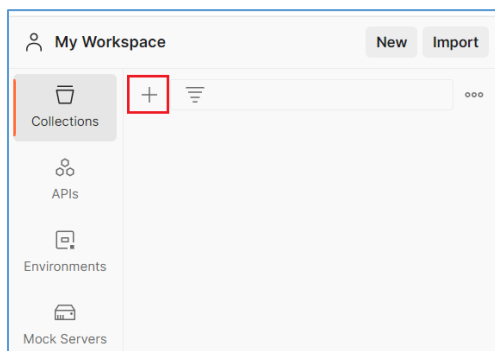 My Workspace
New
Import
Collections
APIs
Environments
Mock Servers